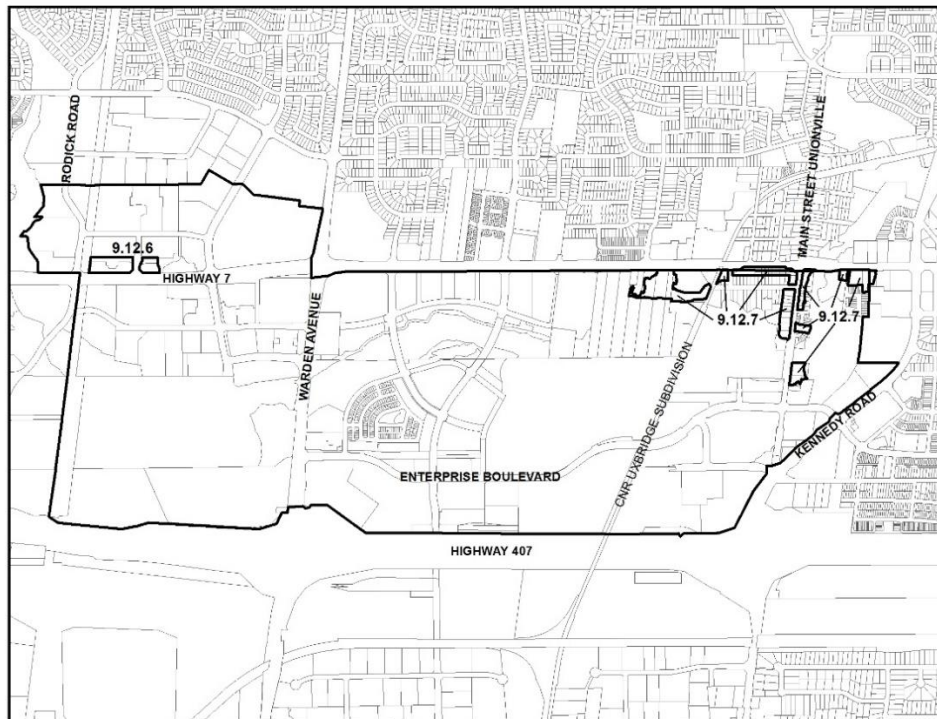 RODICK ROAD
MAIN STREET UNIONVILLE
9.12.6
HIGHWAY 7
WARDEN AVENUE
9.12.7
9.12.7
CNR UXBRIDGE SUBDIVISION
KENNEDY ROAD
ENTERPRISE BOULEVARD
HIGHWAY 407